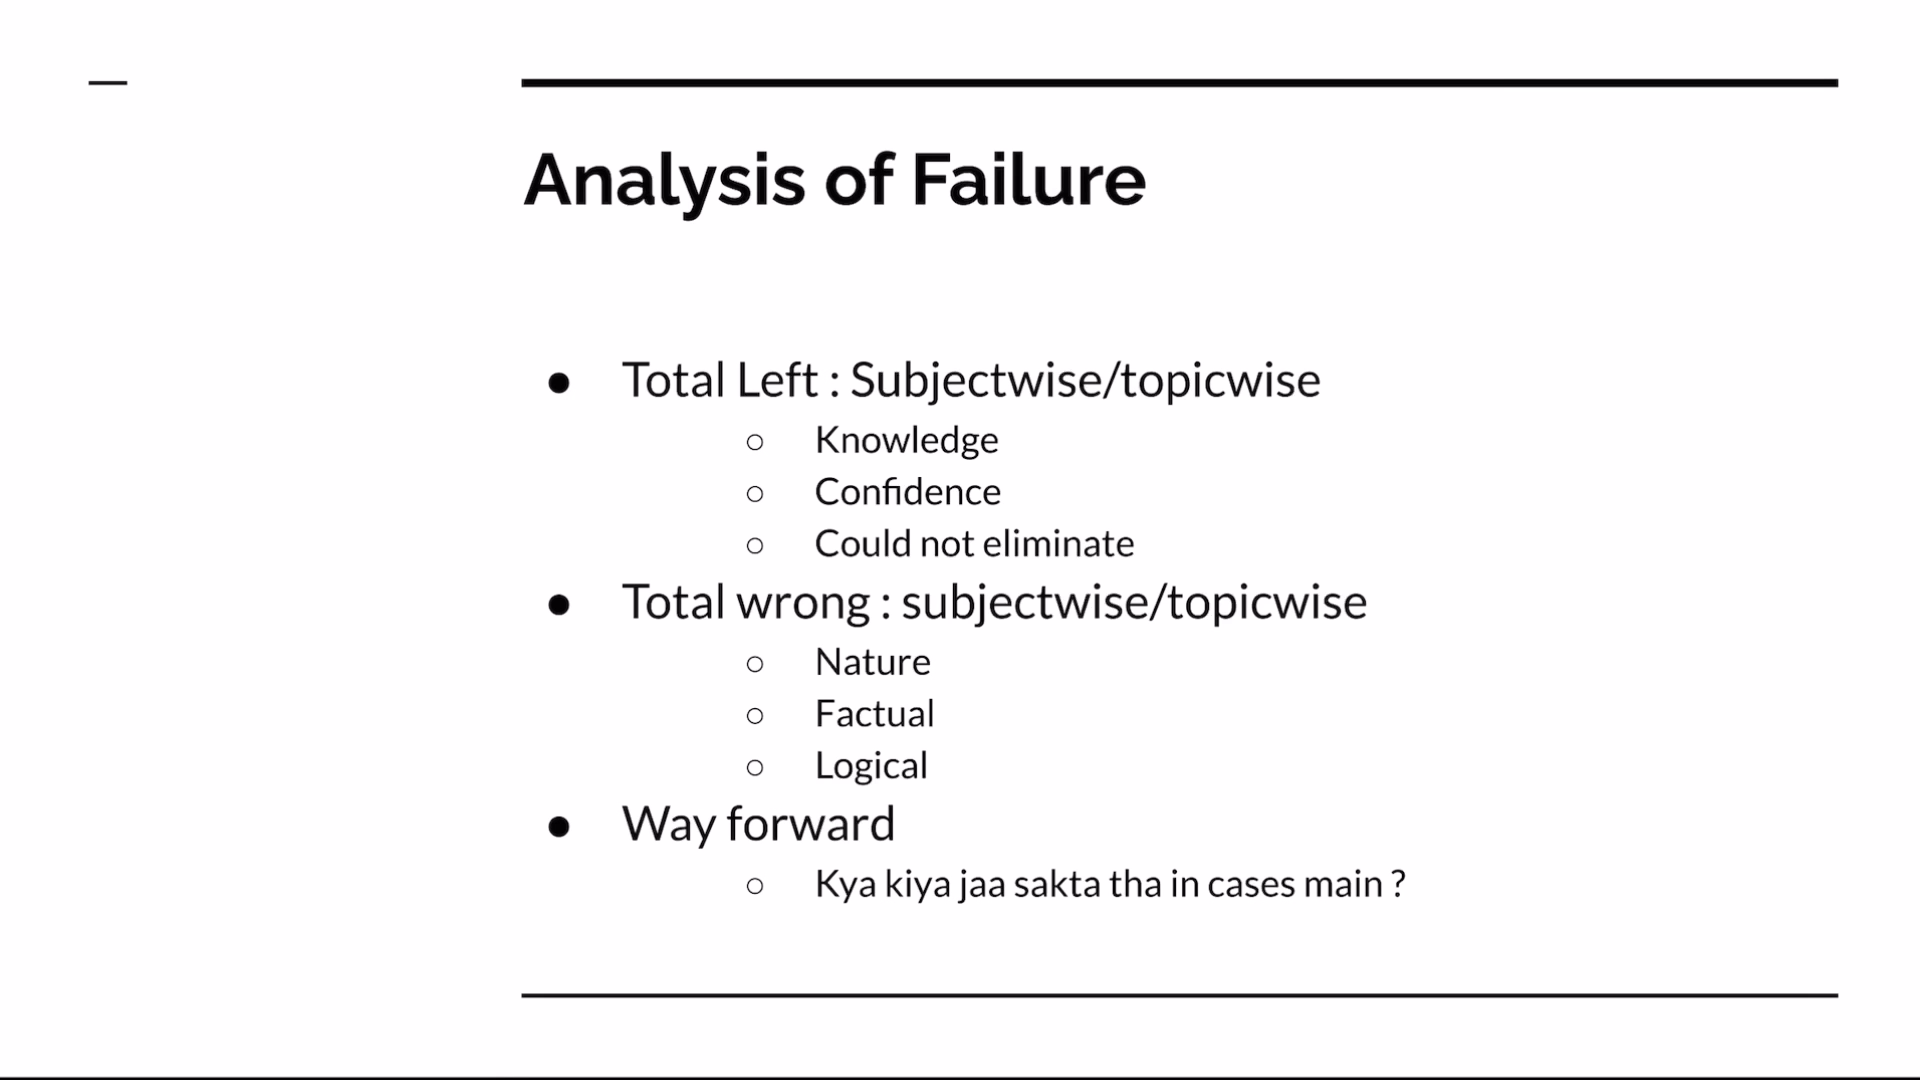 Analysis of Failure
● Total Left : Subjectwise/topicwise
○ Knowledge
○ Confidence
○ Could not eliminate
● Total wrong : subjectwise/topicwise
○ Nature
○ Factual
○ Logical
● Way forward
○ Kya kiya jaa sakta tha in cases main ?